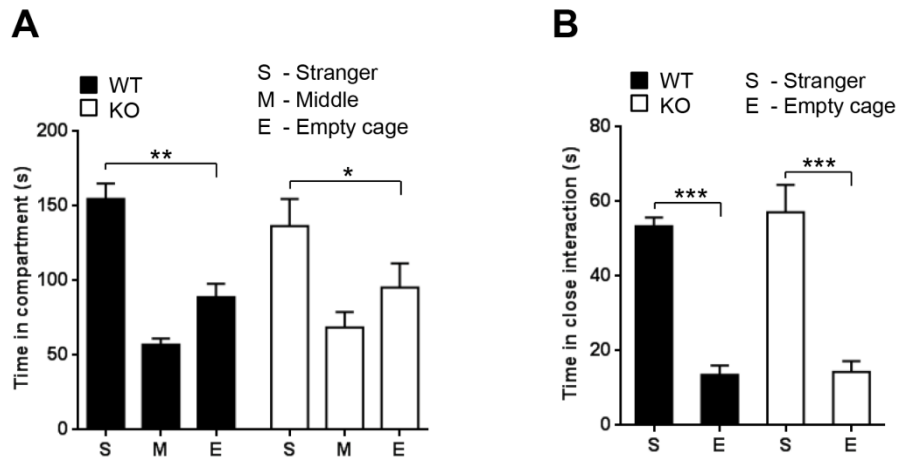 A
WT
KO
S - Stranger
M - Middle
E - Empty cage
Time in compartment (s)
200
150
100
50
0
**
*
S M E S M E
B
WT
KO
S - Stranger
E - Empty cage
Time in close interaction (s)
80
60
40
20
0
***
***
S E S E